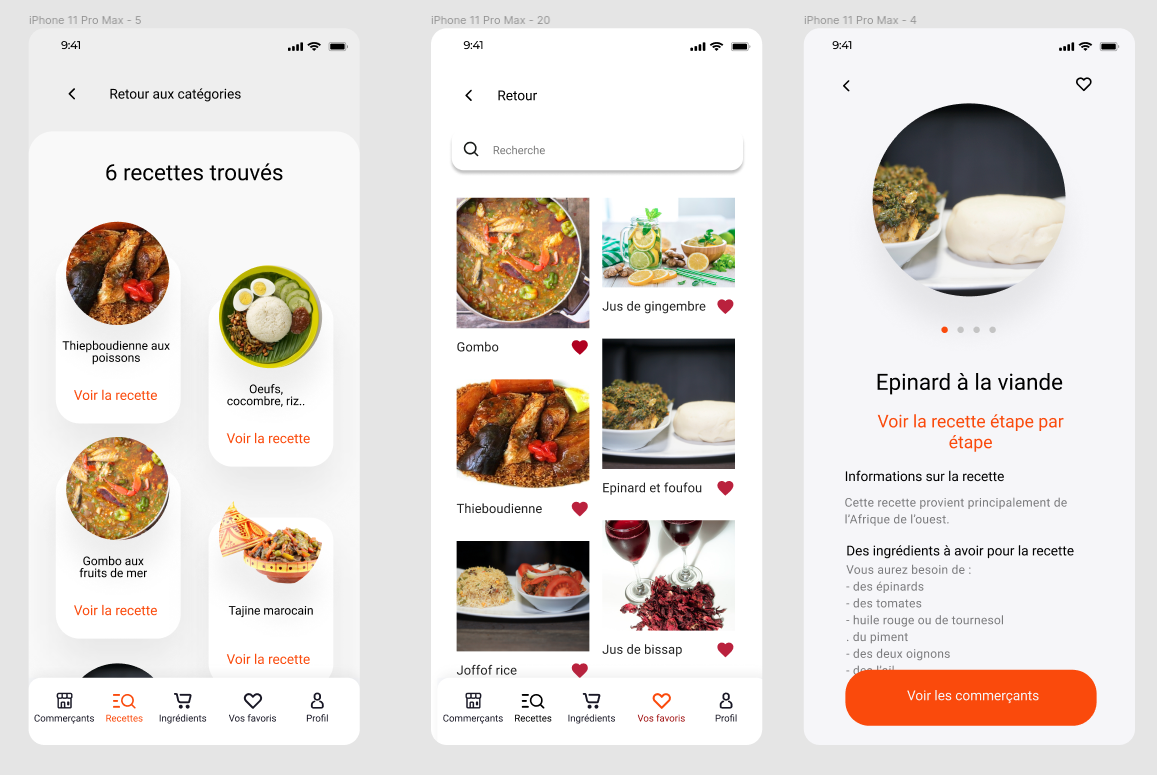 iPhone 11 Pro Max - 5
9:41
Retour aux catégories
6 recettes trouvés
Thiepboudienne aux
poissons
Voir la recette
Oeufs,
cocombre, riz..
Voir la recette
Gombo aux
fruits de mer
Voir la recette
Tajine marocain
Voir la recette
Commerçants
Recettes
Ingrédients
Vos favoris
Profil
iPhone 11 Pro Max - 20
9:41
Retour
Recherche
Gombo
Jus de gingembre
Thieboudienne
Epinard et foufou
Joffof rice
Jus de bissap
Commerçants
Recettes
Ingrédients
Vos favoris
Profil
iPhone 11 Pro Max - 4
9:41
Epinard à la viande
Voir la recette étape par
étape
Informations sur la recette
Cette recette provient principalement de
l'Afrique de l'ouest.
Des ingrédients à avoir pour la recette
Vous aurez besoin de :
- des épinards
- des tomates
- huile rouge ou de tournesol
. du piment
- des deux oignons
- de l'ail
Voir les commerçants